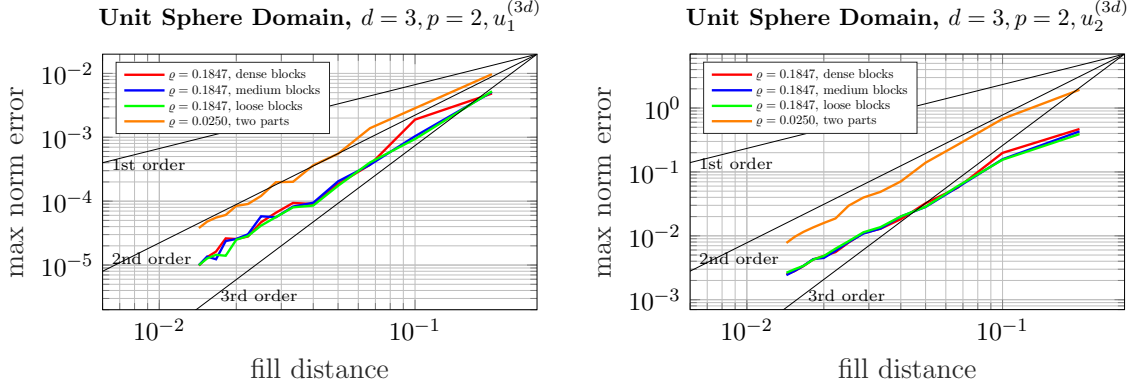 Unit Sphere Domain, d = 3, p = 2, u_1^{(3d)}
max norm error
10^{-2}
10^{-3}
10^{-4}
10^{-5}
ϱ = 0.1847, dense blocks
ϱ = 0.1847, medium blocks
ϱ = 0.1847, loose blocks
ϱ = 0.0250, two parts
1st order
2nd order
3rd order
10^{-2}
10^{-1}
fill distance
Unit Sphere Domain, d = 3, p = 2, u_2^{(3d)}
max norm error
10^{0}
10^{-1}
10^{-2}
10^{-3}
ϱ = 0.1847, dense blocks
ϱ = 0.1847, medium blocks
ϱ = 0.1847, loose blocks
ϱ = 0.0250, two parts
1st order
2nd order
3rd order
10^{-2}
10^{-1}
fill distance